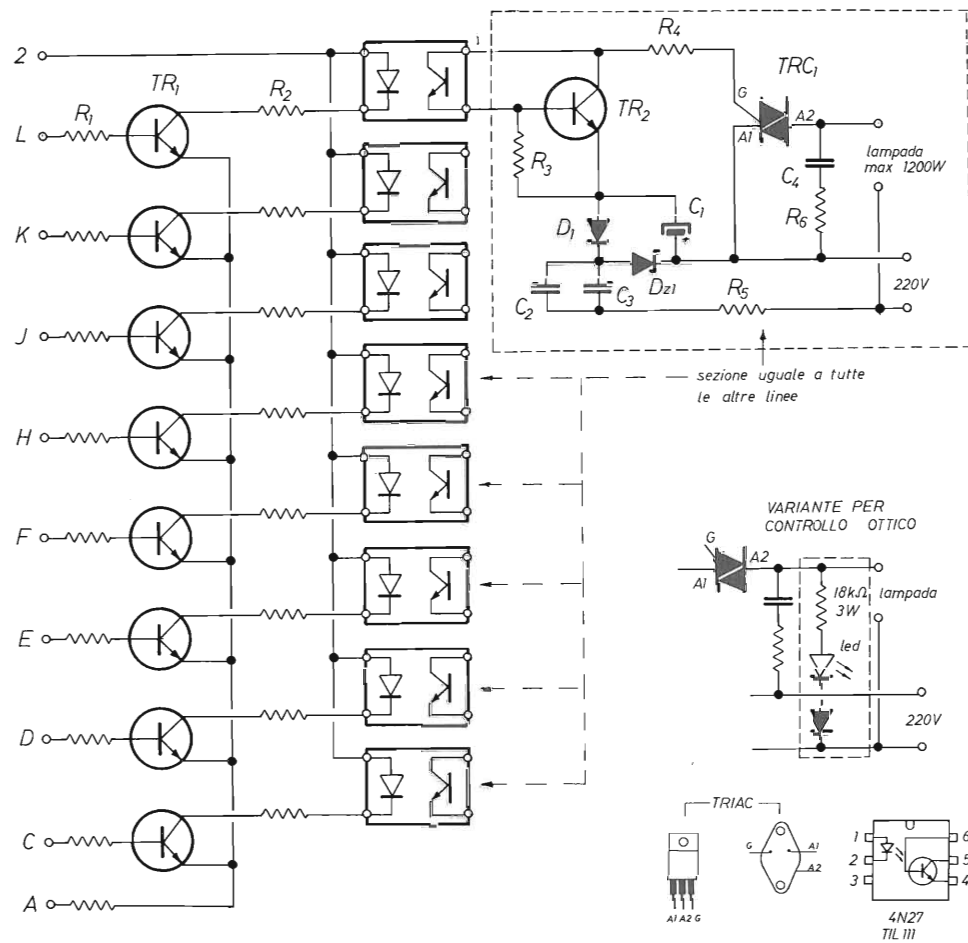 2
L
R1
TR1
R2
K
J
H
F
E
D
C
A
R4
TRC1
G
A1
A2
TR2
R3
lampada
max 1200W
C4
R6
D1
C1
+
C2
C3
Dz1
R5
220V
sezione uguale a tutte
le altre linee
VARIANTE PER
CONTROLLO OTTICO
G
A1
A2
18kΩ
3W
lampada
led
220V
TRIAC
A1 A2 G
G
A1
A2
1
2
3
6
5
4
4N27
TIL 111